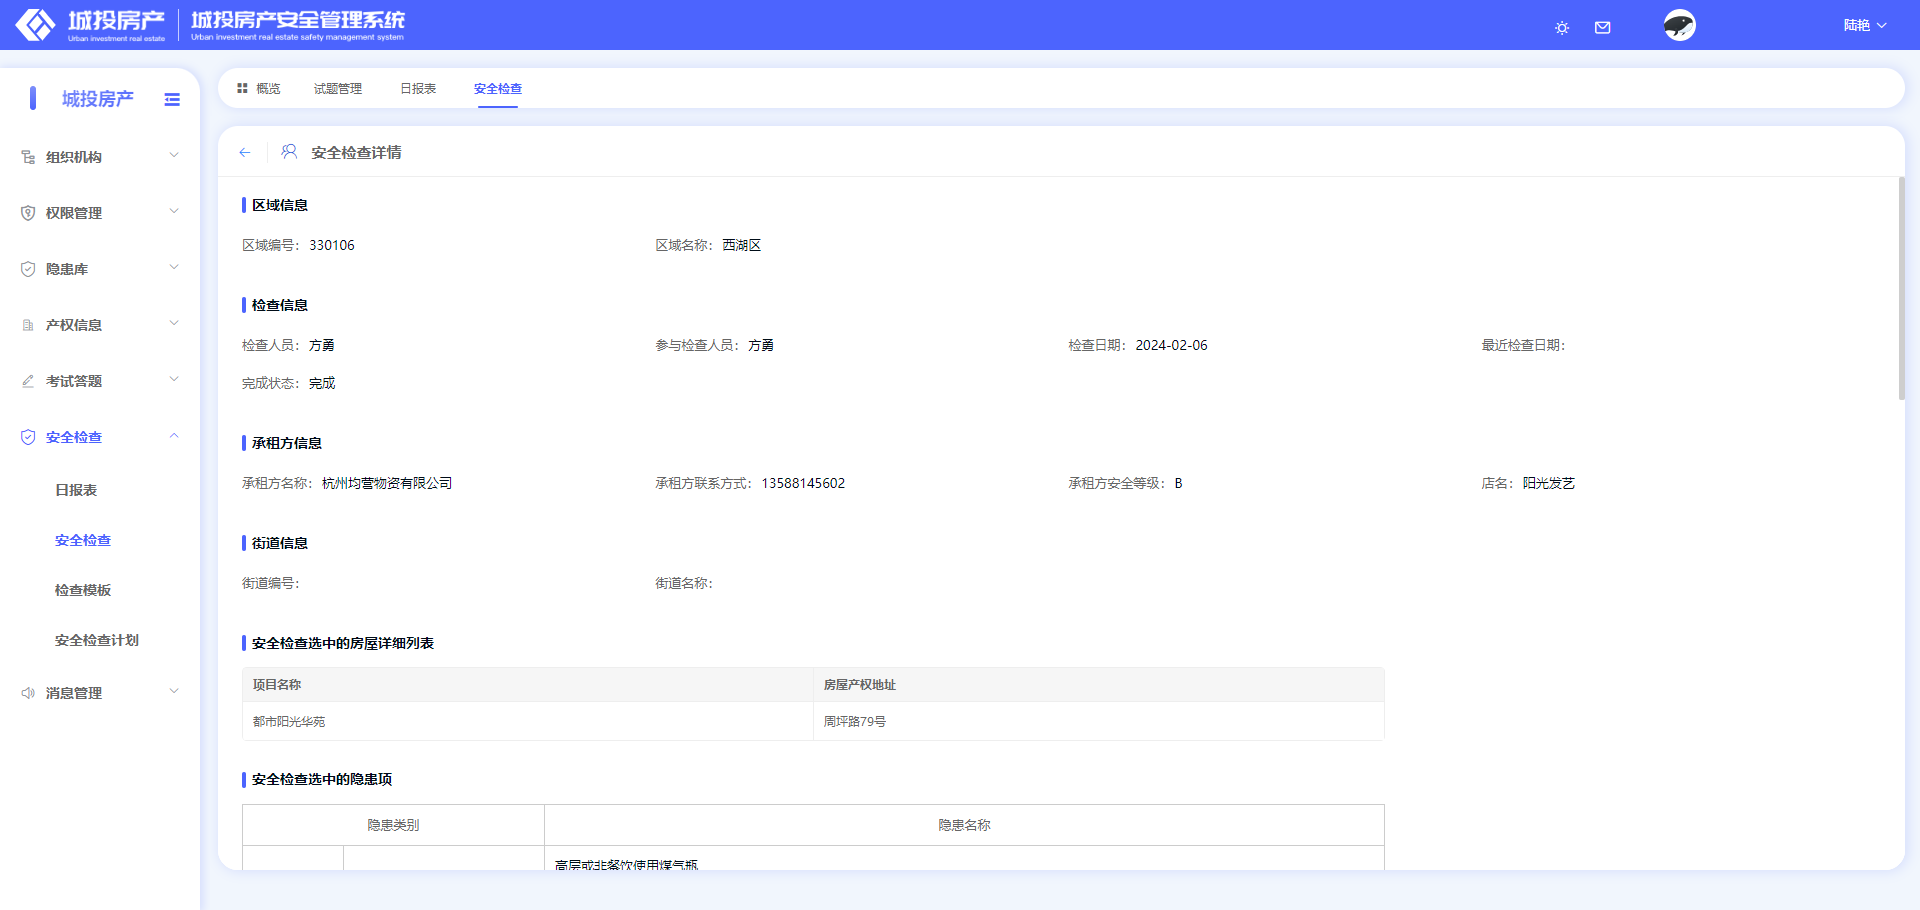 城投房产
Urban investment real estate
城投房产安全管理系统
Urban investment real estate safety management system
陆艳
城投房产
组织机构
权限管理
隐患库
产权信息
考试答题
安全检查
日报表
安全检查
检查模板
安全检查计划
消息管理
概览 试题管理 日报表 安全检查
安全检查详情
区域信息
区域编号： 330106 区域名称： 西湖区
检查信息
检查人员： 方勇 参与检查人员： 方勇 检查日期： 2024-02-06 最近检查日期：
完成状态： 完成
承租方信息
承租方名称： 杭州均营物资有限公司 承租方联系方式： 13588145602 承租方安全等级： B 店名： 阳光发艺
街道信息
街道编号： 街道名称：
安全检查选中的房屋详细列表
项目名称 房屋产权地址
都市阳光华苑 周坪路79号
安全检查选中的隐患项
隐患类别 隐患名称
高层或非餐饮使用煤气瓶